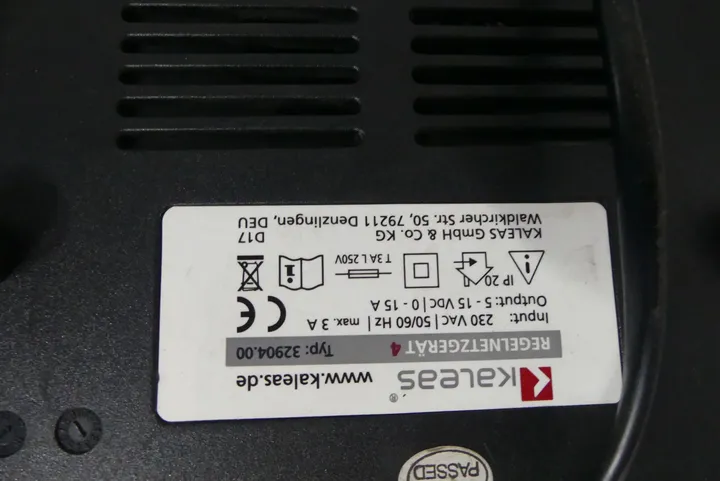 kaleas® www.kaleas.de
REGELNETZGERÄT 4 Typ: 32904.00
Input: 230 VAC | 50/60 Hz | max. 3 A
Output: 5 - 15 Vdc | 0 - 15 A
CE
IP 20
T 3A L 250V
KALEAS GmbH & Co. KG D17
Waldkircher Str. 50, 79211 Denzlingen, DEU
PASSED